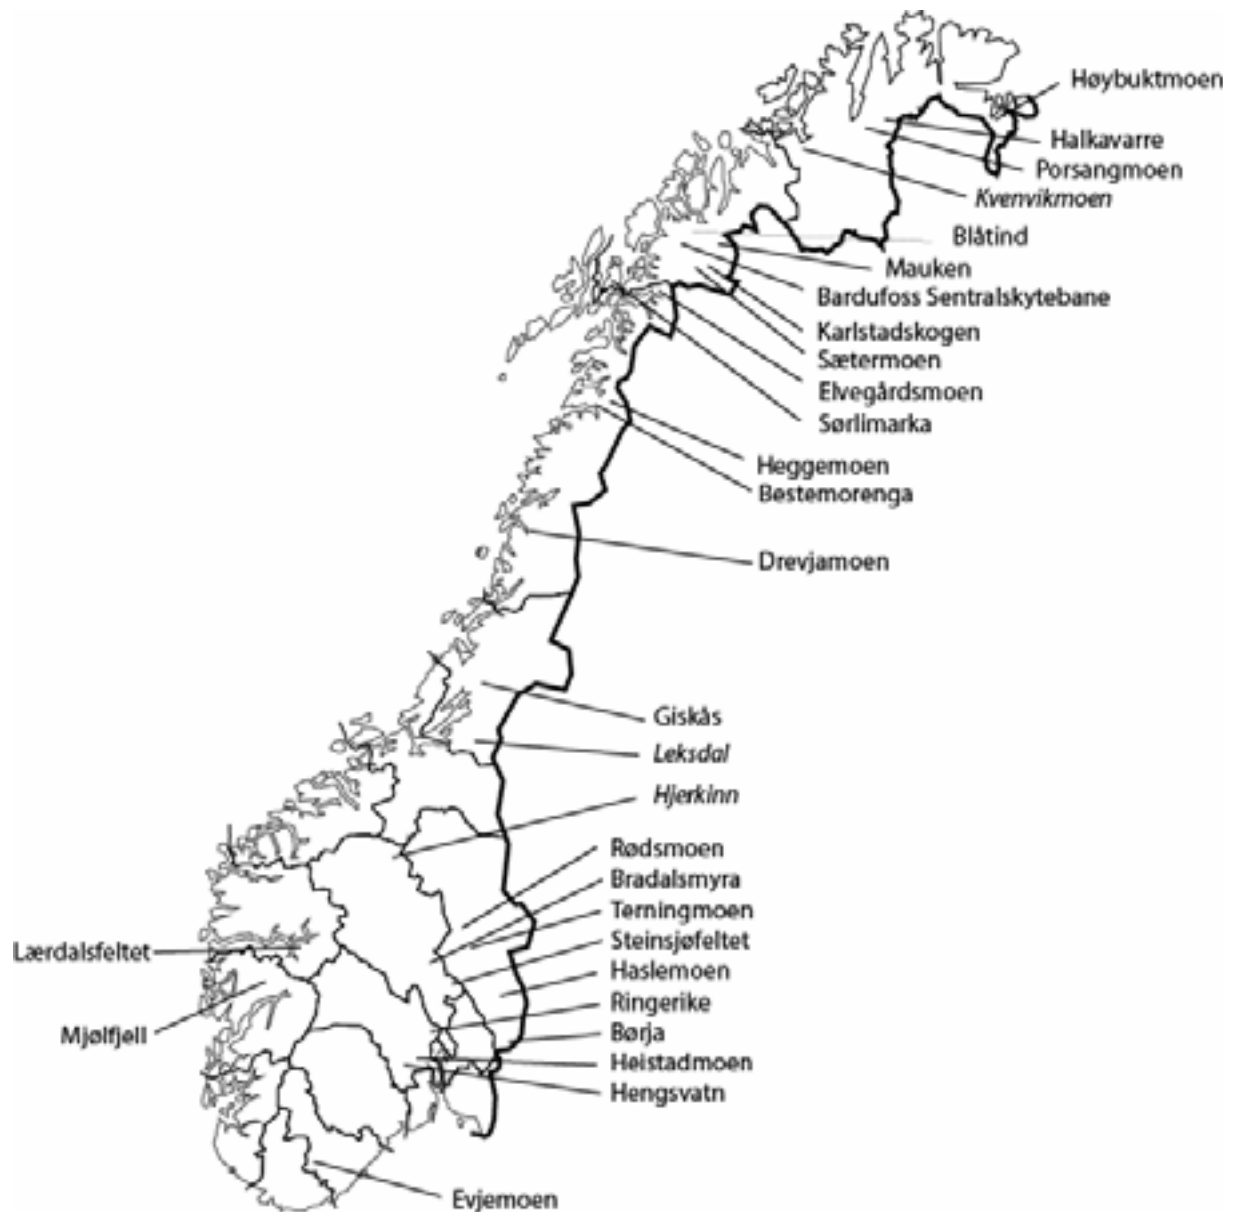 Høybuktmoen
Halkavarre
Porsangmoen
Kvenvikmoen
Blåtind
Mauken
Bardufoss Sentralskytebane
Karlstadskogen
Sætermoen
Elvegårdsmoen
Sørlimarka
Heggemoen
Bestemorenga
Drevjamoen
Giskås
Leksdal
Hjerkinn
Rødsmoen
Bradalsmyra
Terningmoen
Steinsjøfeltet
Lærdalsfeltet
Haslemoen
Ringerike
Mjølfjell
Børja
Heistadmoen
Hengsvatn
Evjemoen